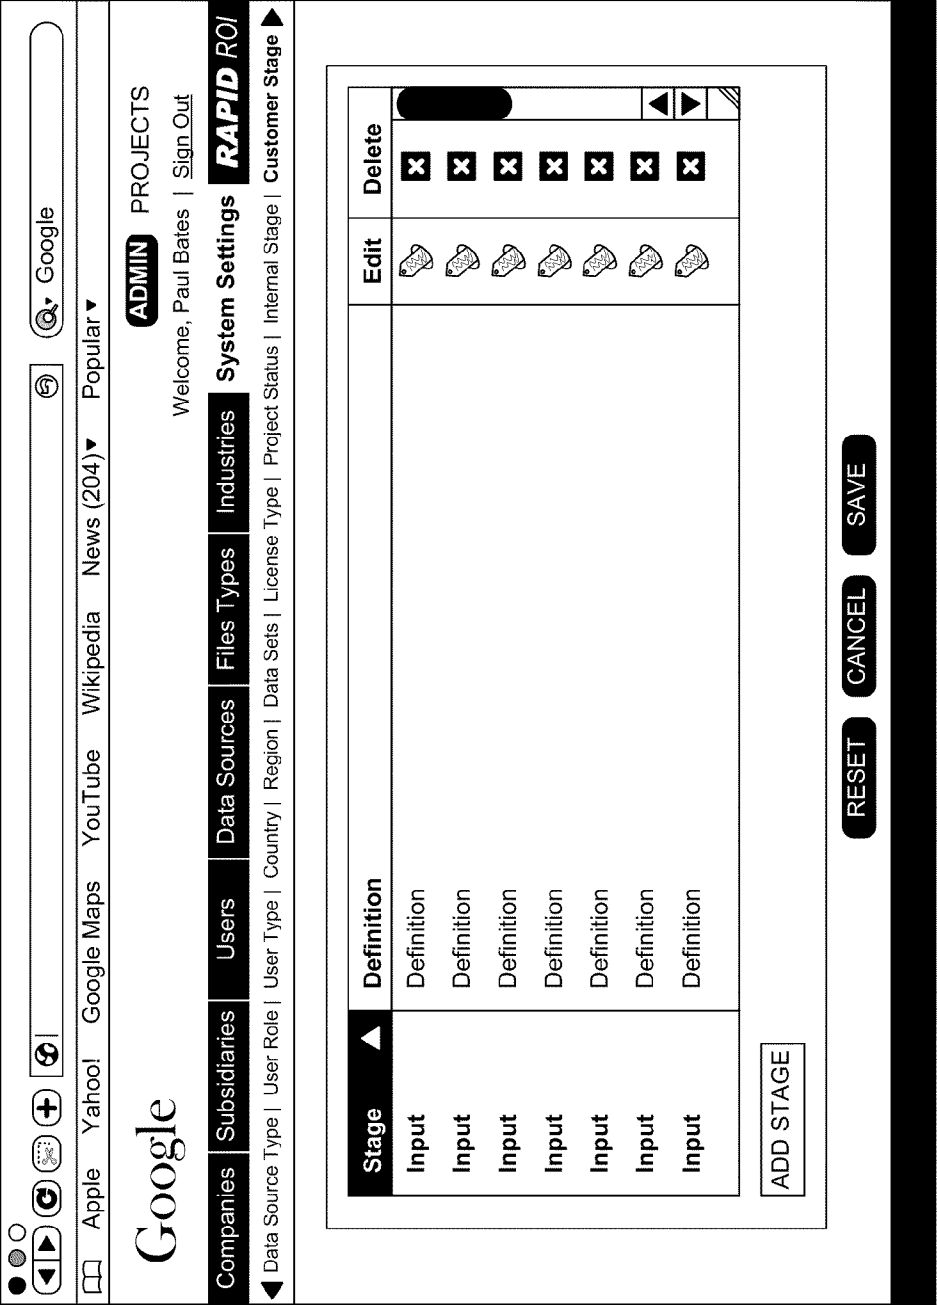 Google
Apple Yahoo! Google Maps YouTube Wikipedia News (204) Popular
Google
ADMIN PROJECTS
Welcome, Paul Bates | Sign Out
Companies Subsidiaries Users Data Sources Files Types Industries System Settings RAPID ROI
Data Source Type | User Role | User Type | Country | Region | Data Sets | License Type | Project Status | Internal Stage | Customer Stage
Stage Definition Edit Delete
Input Definition
Input Definition
Input Definition
Input Definition
Input Definition
Input Definition
Input Definition
ADD STAGE
RESET CANCEL SAVE